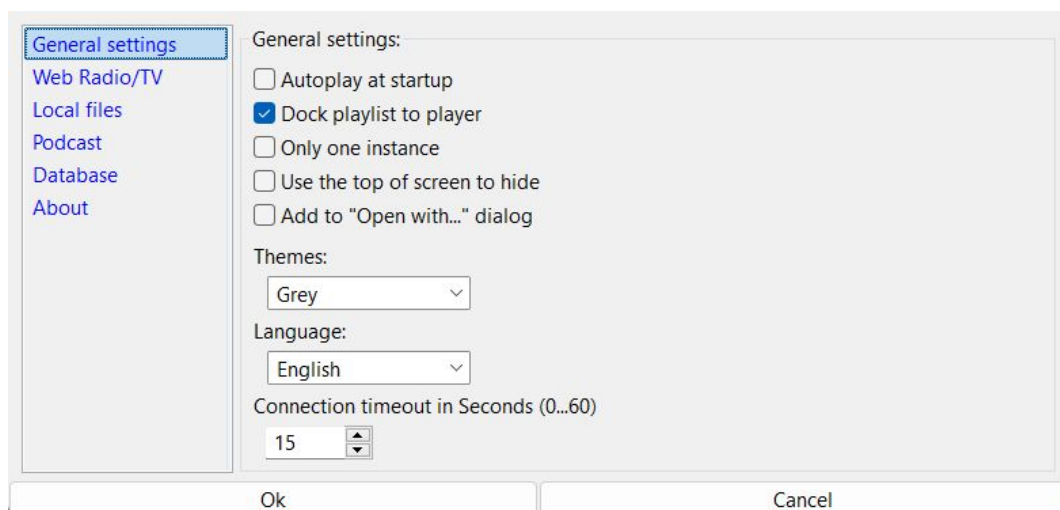 General settings
Web Radio/TV
Local files
Podcast
Database
About
General settings:
Autoplay at startup
Dock playlist to player
Only one instance
Use the top of screen to hide
Add to "Open with..." dialog
Themes:
Grey
Language:
English
Connection timeout in Seconds (0...60)
15
Ok
Cancel